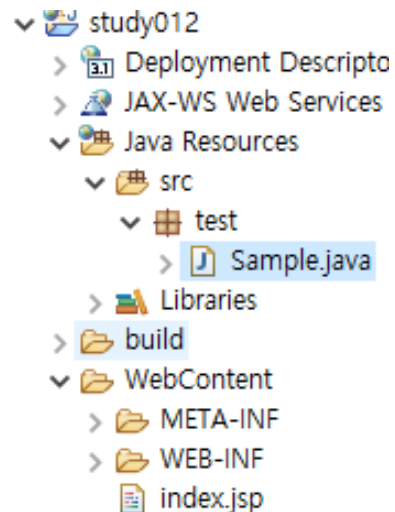 study012
3.1 Deployment Descripto
JAX-WS Web Services
Java Resources
src
test
J Sample.java
Libraries
build
WebContent
META-INF
WEB-INF
index.jsp